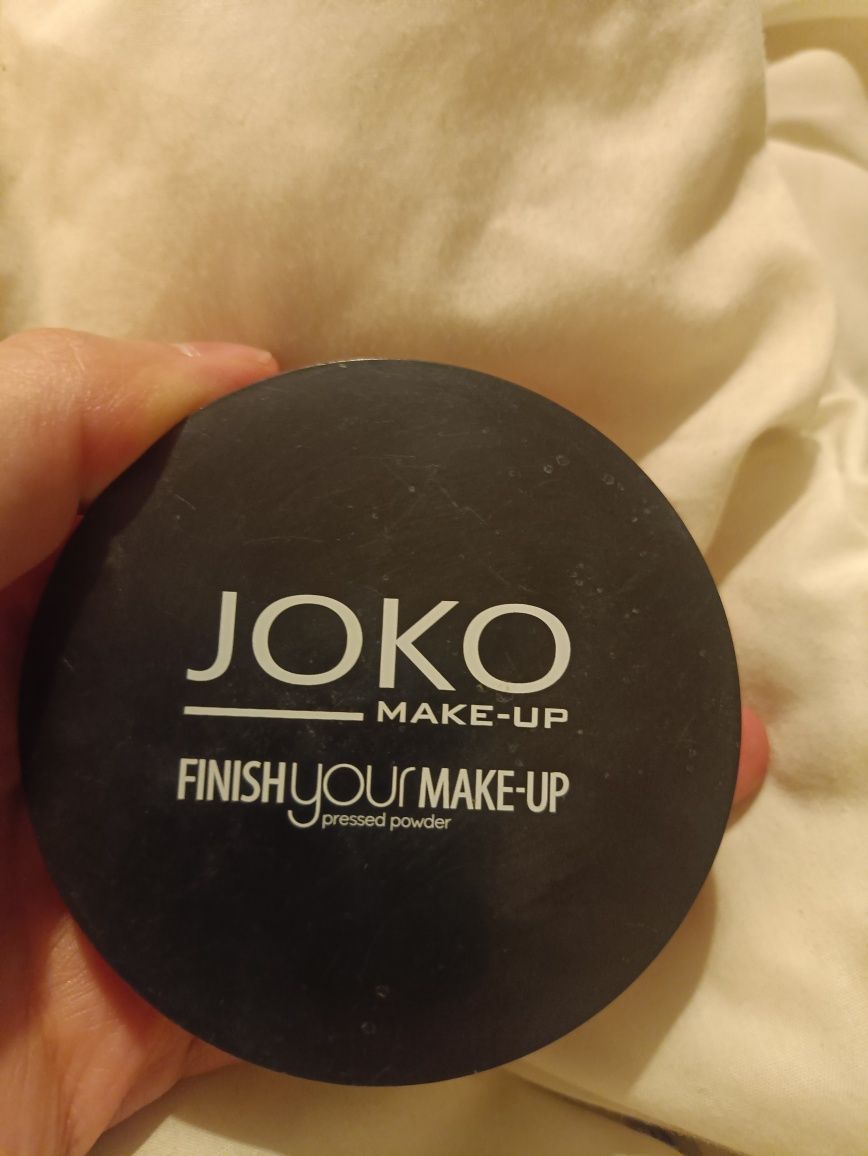 JOKO
MAKE-UP
FINISH your MAKE-UP
pressed powder